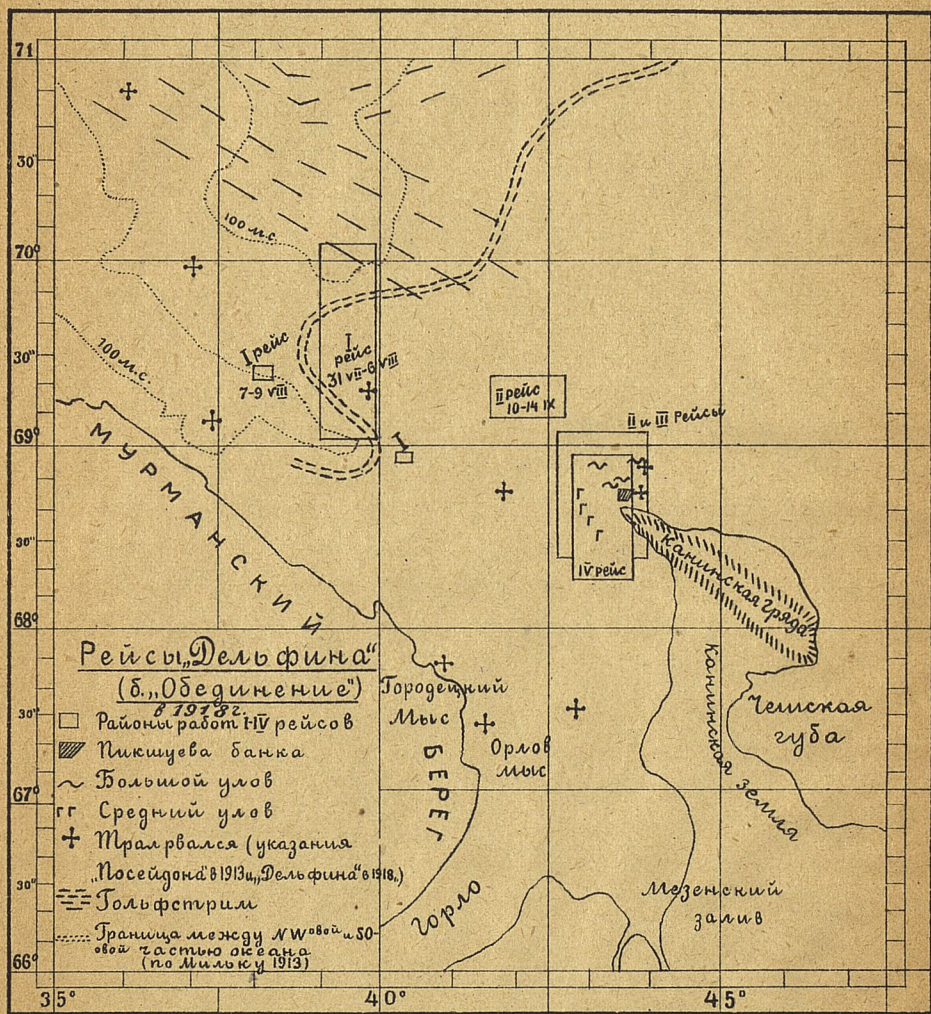 71
30'
70°
100 м.с.
30'
100 м.с.
I рейс
7-9 VIII
I
рейс
31 VII-6 VIII
II рейс
10-14 IX
II и III Рейсы
69°
I
МУРМАНСКИЙ
30'
IV рейс
Канинская гряда
68°
Рейсы „Дельфина"
(б. „Обединение")
в 1918 г.
Районы работ I-IV рейсов
Пикшуева банка
Большой улов
Средний улов
Трал рвался (указания
„Посейдона" в 1913 и „Дельфина" в 1918.)
Гольфстрим
Граница между NW овой и SO-
овой частью океана
(по Мильку 1913)
Городецкий
Мыс
Орлов
мыс
БЕРЕГ
Горло
Канинская земля
Чешская
губа
Мезенский
залив
30'
67°
30'
66°
35°
40°
45°